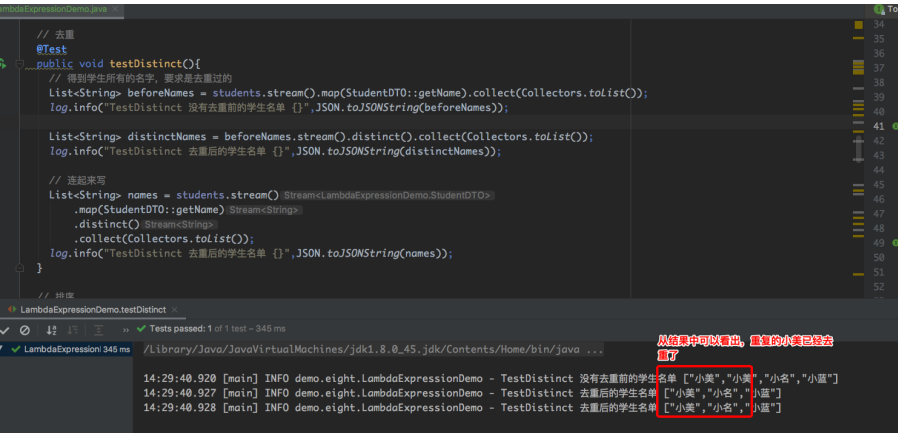 ambdaExpressionDemo.java
To
// 去重
@Test
public void testDistinct(){
// 得到学生所有的名字，要求是去重过的
List<String> beforeNames = students.stream().map(StudentDTO::getName).collect(Collectors.toList());
log.info("TestDistinct 没有去重前的学生名单 {}",JSON.toJSONString(beforeNames));
List<String> distinctNames = beforeNames.stream().distinct().collect(Collectors.toList());
log.info("TestDistinct 去重后的学生名单 {}",JSON.toJSONString(distinctNames));
// 连起来写
List<String> names = students.stream() Stream<LambdaExpressionDemo.StudentDTO>
.map(StudentDTO::getName) Stream<String>
.distinct() Stream<String>
.collect(Collectors.toList());
log.info("TestDistinct 去重后的学生名单 {}",JSON.toJSONString(names));
}
// 排序
34
35
36
37
38
39
40
41
42
43
44
45
46
47
48
49
50
51
52
LambdaExpressionDemo.testDistinct
Tests passed: 1 of 1 test – 345 ms
LambdaExpressionl 345 ms
/Library/Java/JavaVirtualMachines/jdk1.8.0_45.jdk/Contents/Home/bin/java ...
从结果中可以看出，重复的小美已经去
重了
14:29:40.920 [main] INFO demo.eight.LambdaExpressionDemo - TestDistinct 没有去重前的学生名单 ["小美","小美","小名","小蓝"]
14:29:40.927 [main] INFO demo.eight.LambdaExpressionDemo - TestDistinct 去重后的学生名单 ["小美","小名","小蓝"]
14:29:40.928 [main] INFO demo.eight.LambdaExpressionDemo - TestDistinct 去重后的学生名单 ["小美","小名","小蓝"]